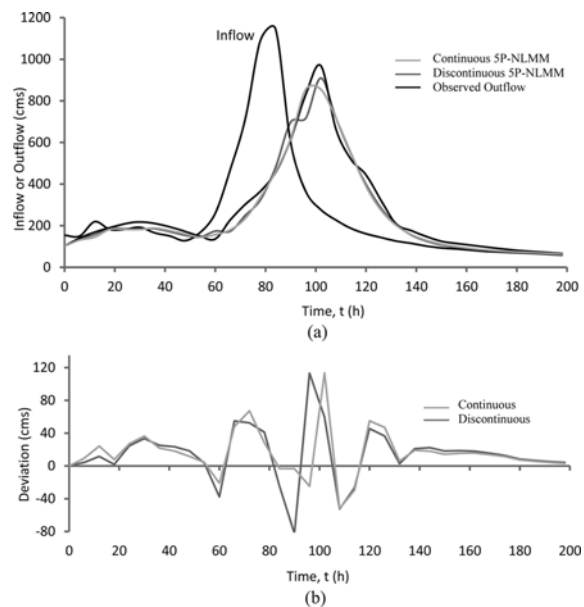 1200
1000
800
600
400
200
0
Inflow or Outflow (cms)
Inflow
Continuous 5P-NLMM
Discontinuous 5P-NLMM
Observed Outflow
0 20 40 60 80 100 120 140 160 180 200
Time, t (h)
(a)
120
80
40
0
-40
-80
Deviation (cms)
Continuous
Discontinuous
0 20 40 60 80 100 120 140 160 180 200
Time, t (h)
(b)